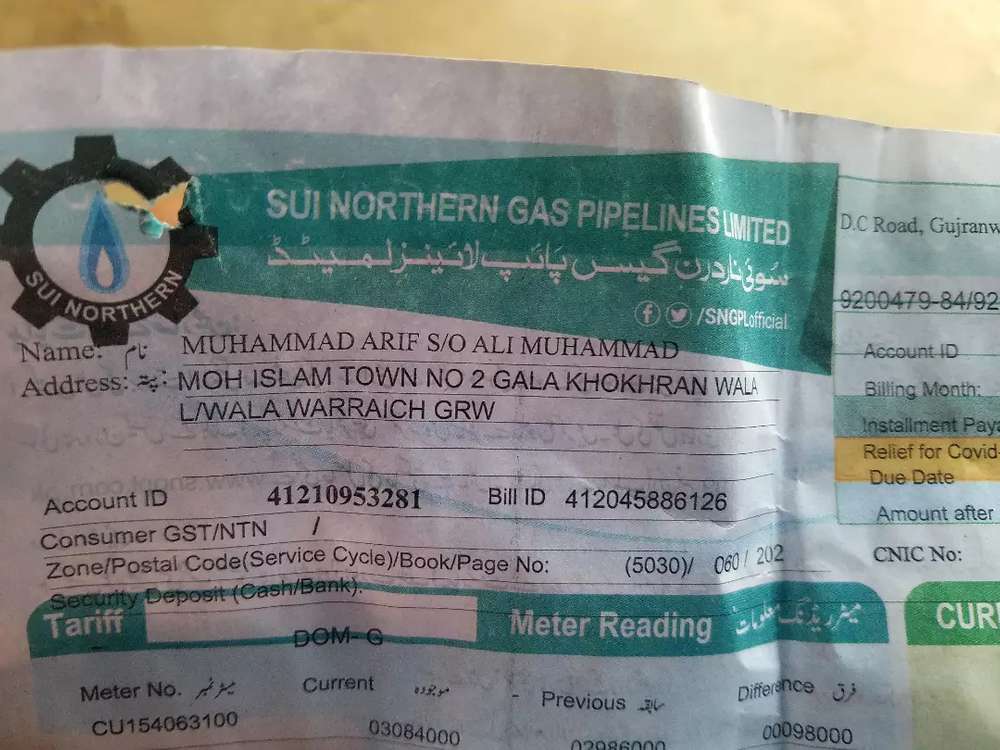 SUI NORTHERN GAS PIPELINES LIMITED
سوئی ناردرن گیس پائپ لائینز لمیٹڈ
/SNGPLofficial
SUI NORTHERN
Name: نام MUHAMMAD ARIF S/O ALI MUHAMMAD
Address: پتہ: MOH ISLAM TOWN NO 2 GALA KHOKHRAN WALA
L/WALA WARRAICH GRW
Account ID 41210953281 Bill ID 412045886126
Consumer GST/NTN /
Zone/Postal Code(Service Cycle)/Book/Page No: (5030)/ 060 / 202
Security Deposit (Cash/Bank):
Tariff DOM- G Meter Reading میٹر ریڈنگ معلومات
Meter No. میٹر نمبر Current موجودہ - Previous سابقہ Difference فرق
CU154063100 03084000 02986000 00098000
D.C Road, Gujranw
9200479-84/92
Account ID
Billing Month:
Installment Paya
Relief for Covid-
Due Date
Amount after
CNIC No:
CURR